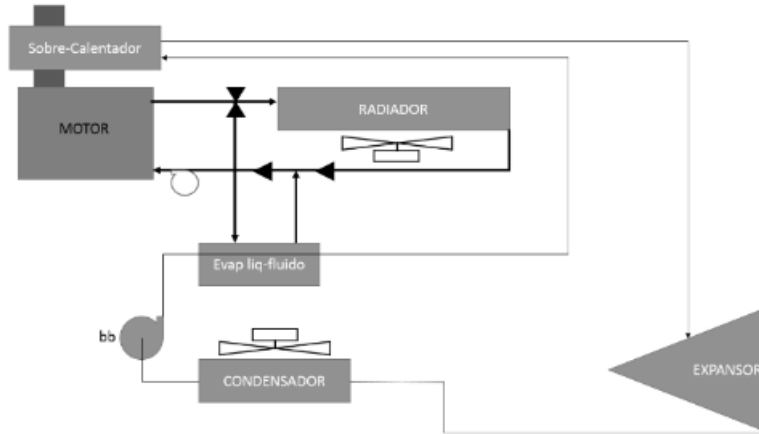 Sobre-Calentador
MOTOR
RADIADOR
Evap liq-fluido
bb
CONDENSADOR
EXPANSOR